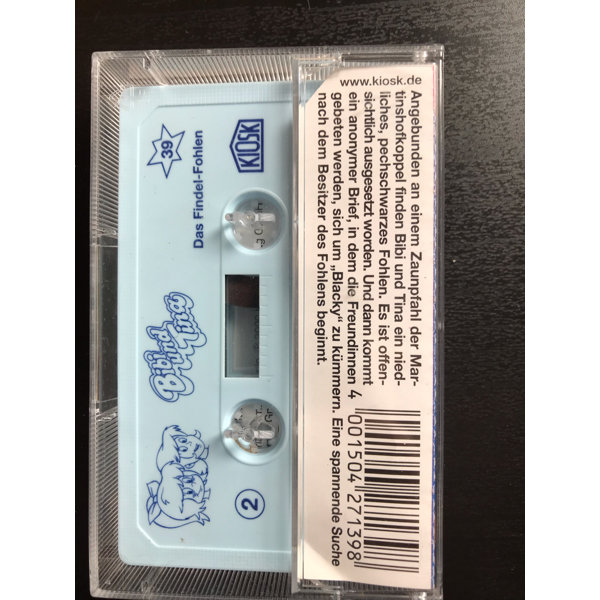 39
Das Findel-Fohlen
KIOSK
Bibi
und
Tina
2
www.kiosk.de
Angebunden an einem Zaunpfahl der Mar-
tinshofkoppel finden Bibi und Tina ein nied-
liches, pechschwarzes Fohlen. Es ist offen-
sichtlich ausgesetzt worden. Und dann kommt
ein anonymer Brief, in dem die Freundinnen
gebeten werden, sich um „Blacky“ zu kümmern. Eine spannende Suche
nach dem Besitzer des Fohlens beginnt.
4 001504 271398